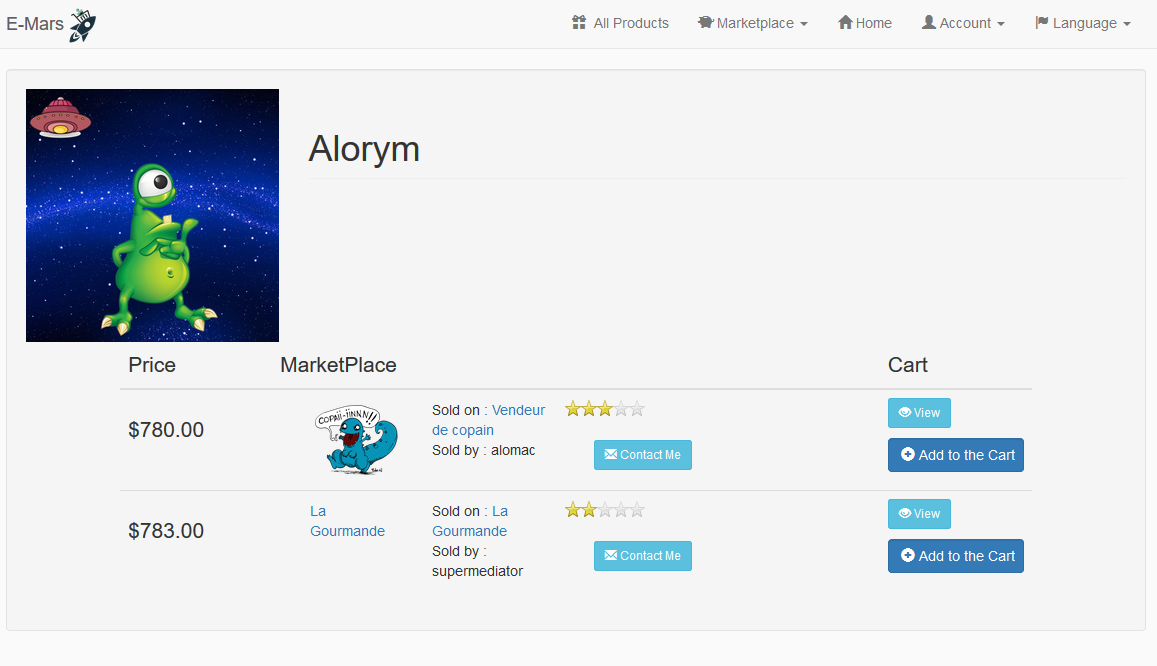 E-Mars
All Products
Marketplace
Home
Account
Language
Alorym
Price
MarketPlace
Cart
$780.00
COPAII-IINNN!!
Sold on : Vendeur
de copain
Sold by : alomac
Contact Me
View
Add to the Cart
$783.00
La
Gourmande
Sold on : La
Gourmande
Sold by :
supermediator
Contact Me
View
Add to the Cart